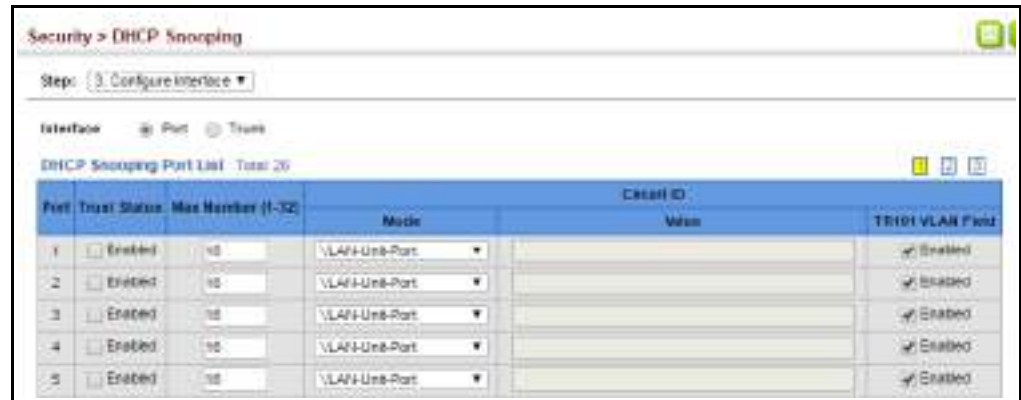 Security > DHCP Snooping
Step: 3. Configure Interface
Interface Port Trunk
DHCP Snooping Port List Total: 26 1 2 3
Port Trust Status Max Number (1-32) Circuit ID
Mode Value TR101 VLAN Field
1 Enabled 16 VLAN-Unit-Port Enabled
2 Enabled 16 VLAN-Unit-Port Enabled
3 Enabled 16 VLAN-Unit-Port Enabled
4 Enabled 16 VLAN-Unit-Port Enabled
5 Enabled 16 VLAN-Unit-Port Enabled